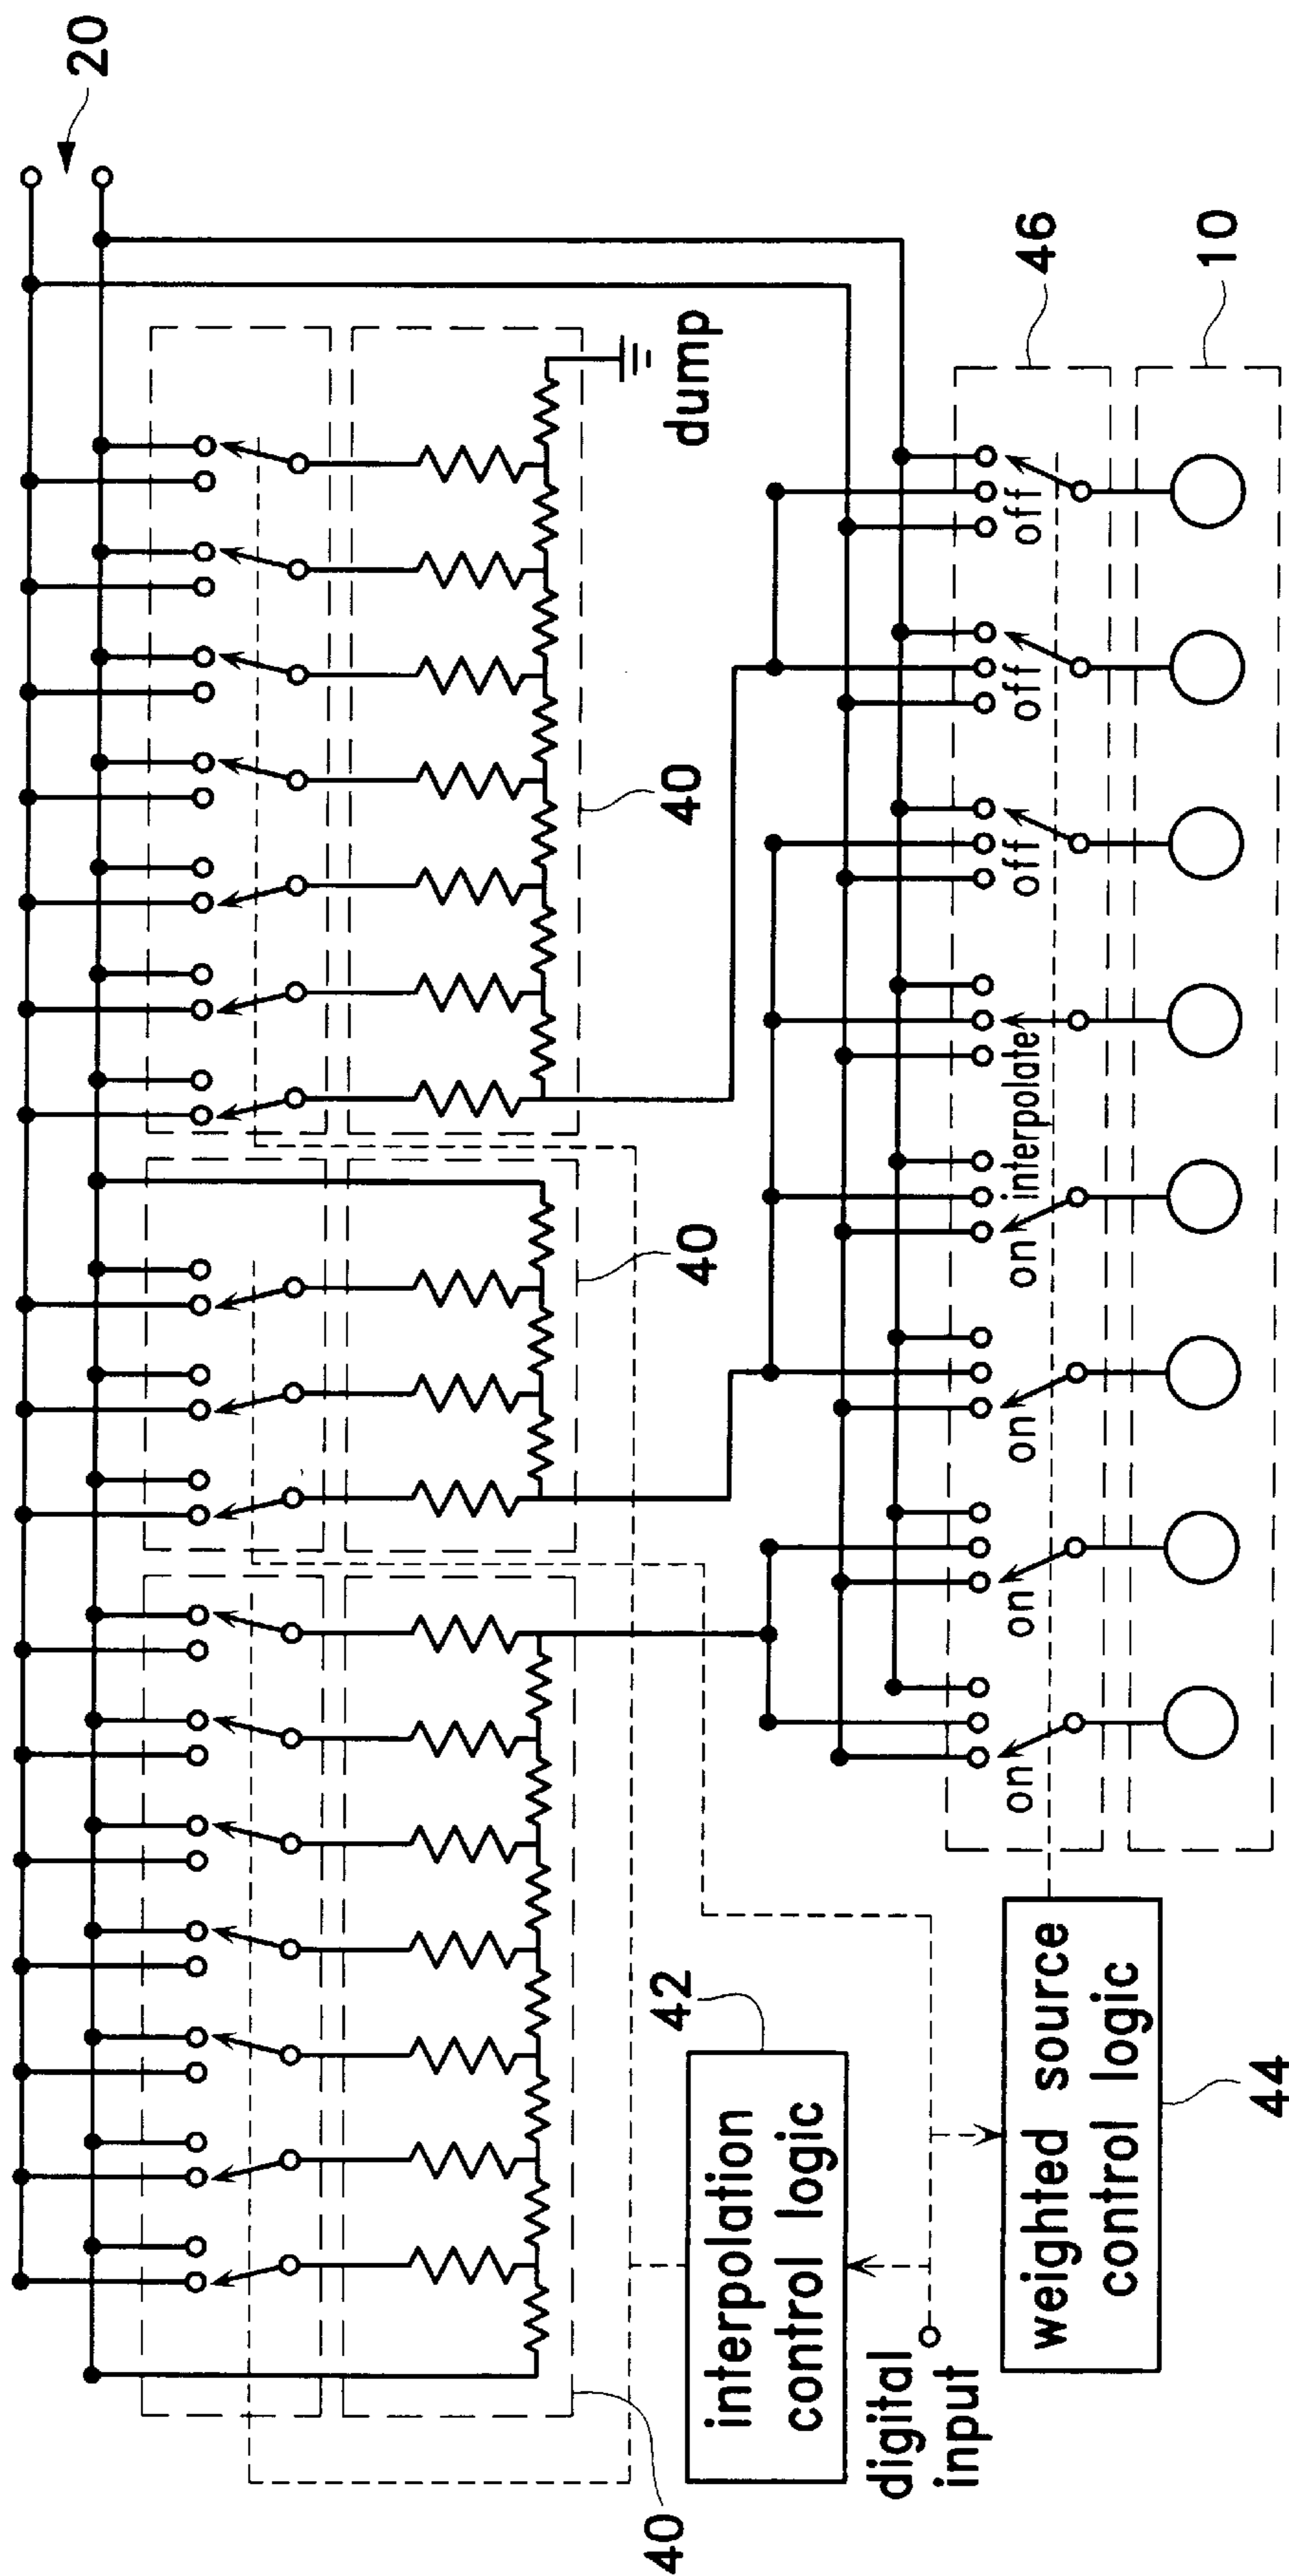 20
dump
40
40
40
interpolation
control logic
42
digital
input
weighted source
control logic
44
on
on
on
on
interpolate
off
off
off
46
10